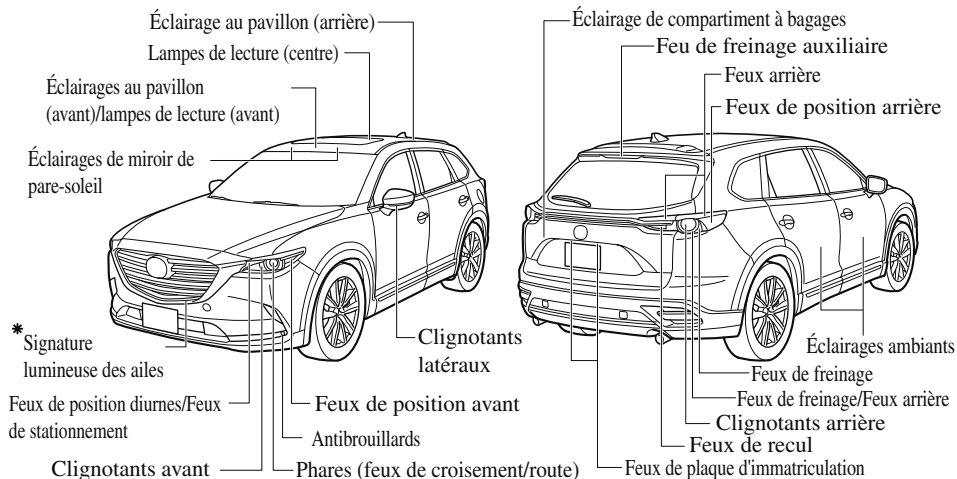 Éclairage au pavillon (arrière)
Lampes de lecture (centre)
Éclairages au pavillon
(avant)/lampes de lecture (avant)
Éclairages de miroir de
pare-soleil
*
Signature
lumineuse des ailes
Feux de position diurnes/Feux
de stationnement
Clignotants avant
Clignotants
latéraux
Feux de position avant
Antibrouillards
Phares (feux de croisement/route)
Éclairage de compartiment à bagages
Feu de freinage auxiliaire
Feux arrière
Feux de position arrière
Éclairages ambiants
Feux de freinage
Feux de freinage/Feux arrière
Clignotants arrière
Feux de recul
Feux de plaque d'immatriculation